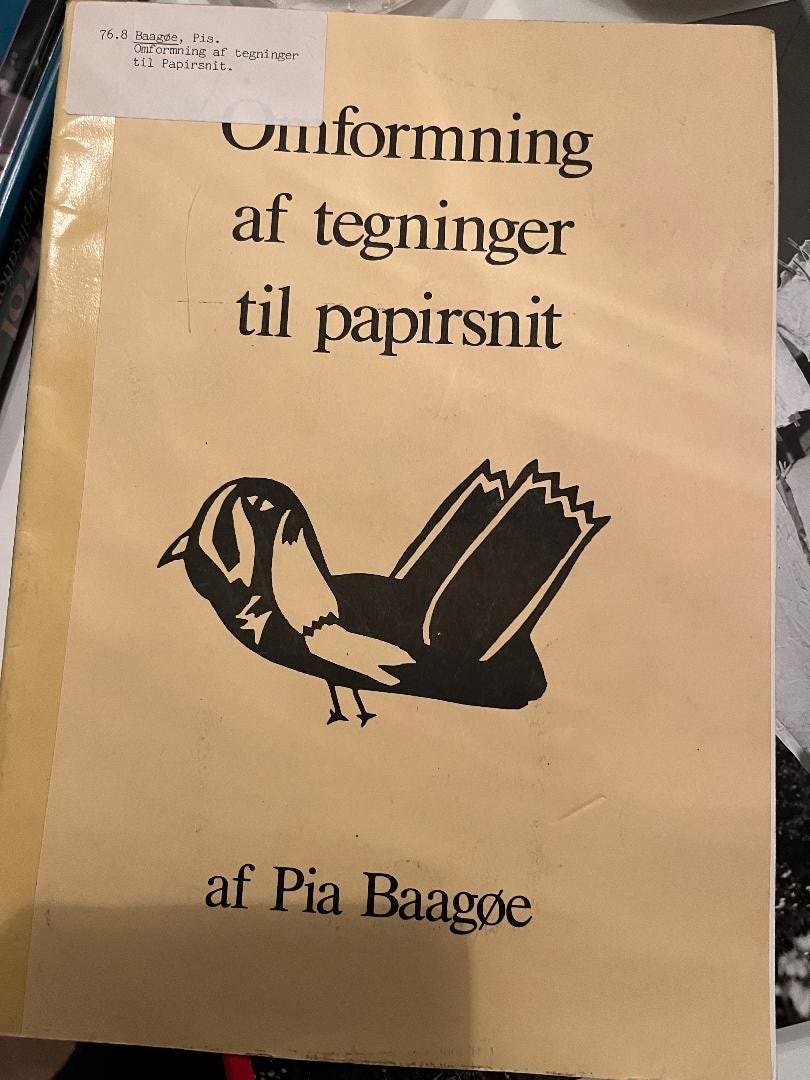 76.8 Baagøe, Pis.
Omformning af tegninger
til Papirsnit.
Omformning
af tegninger
til papirsnit
af Pia Baagøe